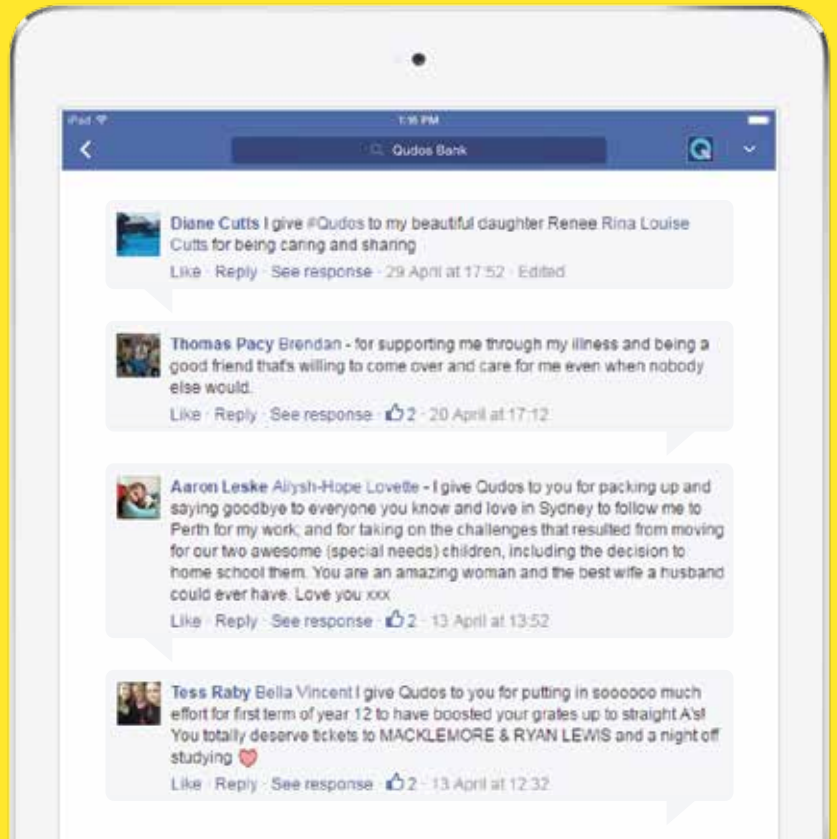 iPad 1:16 PM
Qudos Bank Q
Diane Cutts I give #Qudos to my beautiful daughter Renee Rina Louise
Cutts for being caring and sharing
Like · Reply · See response · 29 April at 17:52 · Edited
Thomas Pacy Brendan - for supporting me through my illness and being a
good friend that's willing to come over and care for me even when nobody
else would.
Like · Reply · See response · 2 · 20 April at 17:12
Aaron Leske Allysh-Hope Lovette - I give Qudos to you for packing up and
saying goodbye to everyone you know and love in Sydney to follow me to
Perth for my work; and for taking on the challenges that resulted from moving
for our two awesome (special needs) children, including the decision to
home school them. You are an amazing woman and the best wife a husband
could ever have. Love you xxx
Like · Reply · See response · 2 · 13 April at 13:52
Tess Raby Bella Vincent I give Qudos to you for putting in soooooo much
effort for first term of year 12 to have boosted your grates up to straight A's!
You totally deserve tickets to MACKLEMORE & RYAN LEWIS and a night off
studying
Like · Reply · See response · 2 · 13 April at 12:32